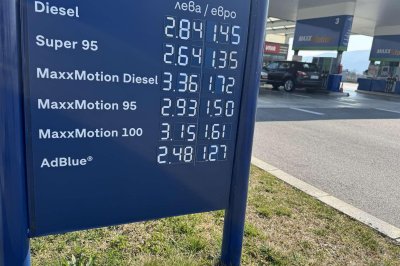 лева / евро
Diesel 2.84 1.45
Super 95 2.64 1.35
MaxxMotion Diesel 3.36 1.72
MaxxMotion 95 2.93 1.50
MaxxMotion 100 3.15 1.61
AdBlue® 2.48 1.27
3